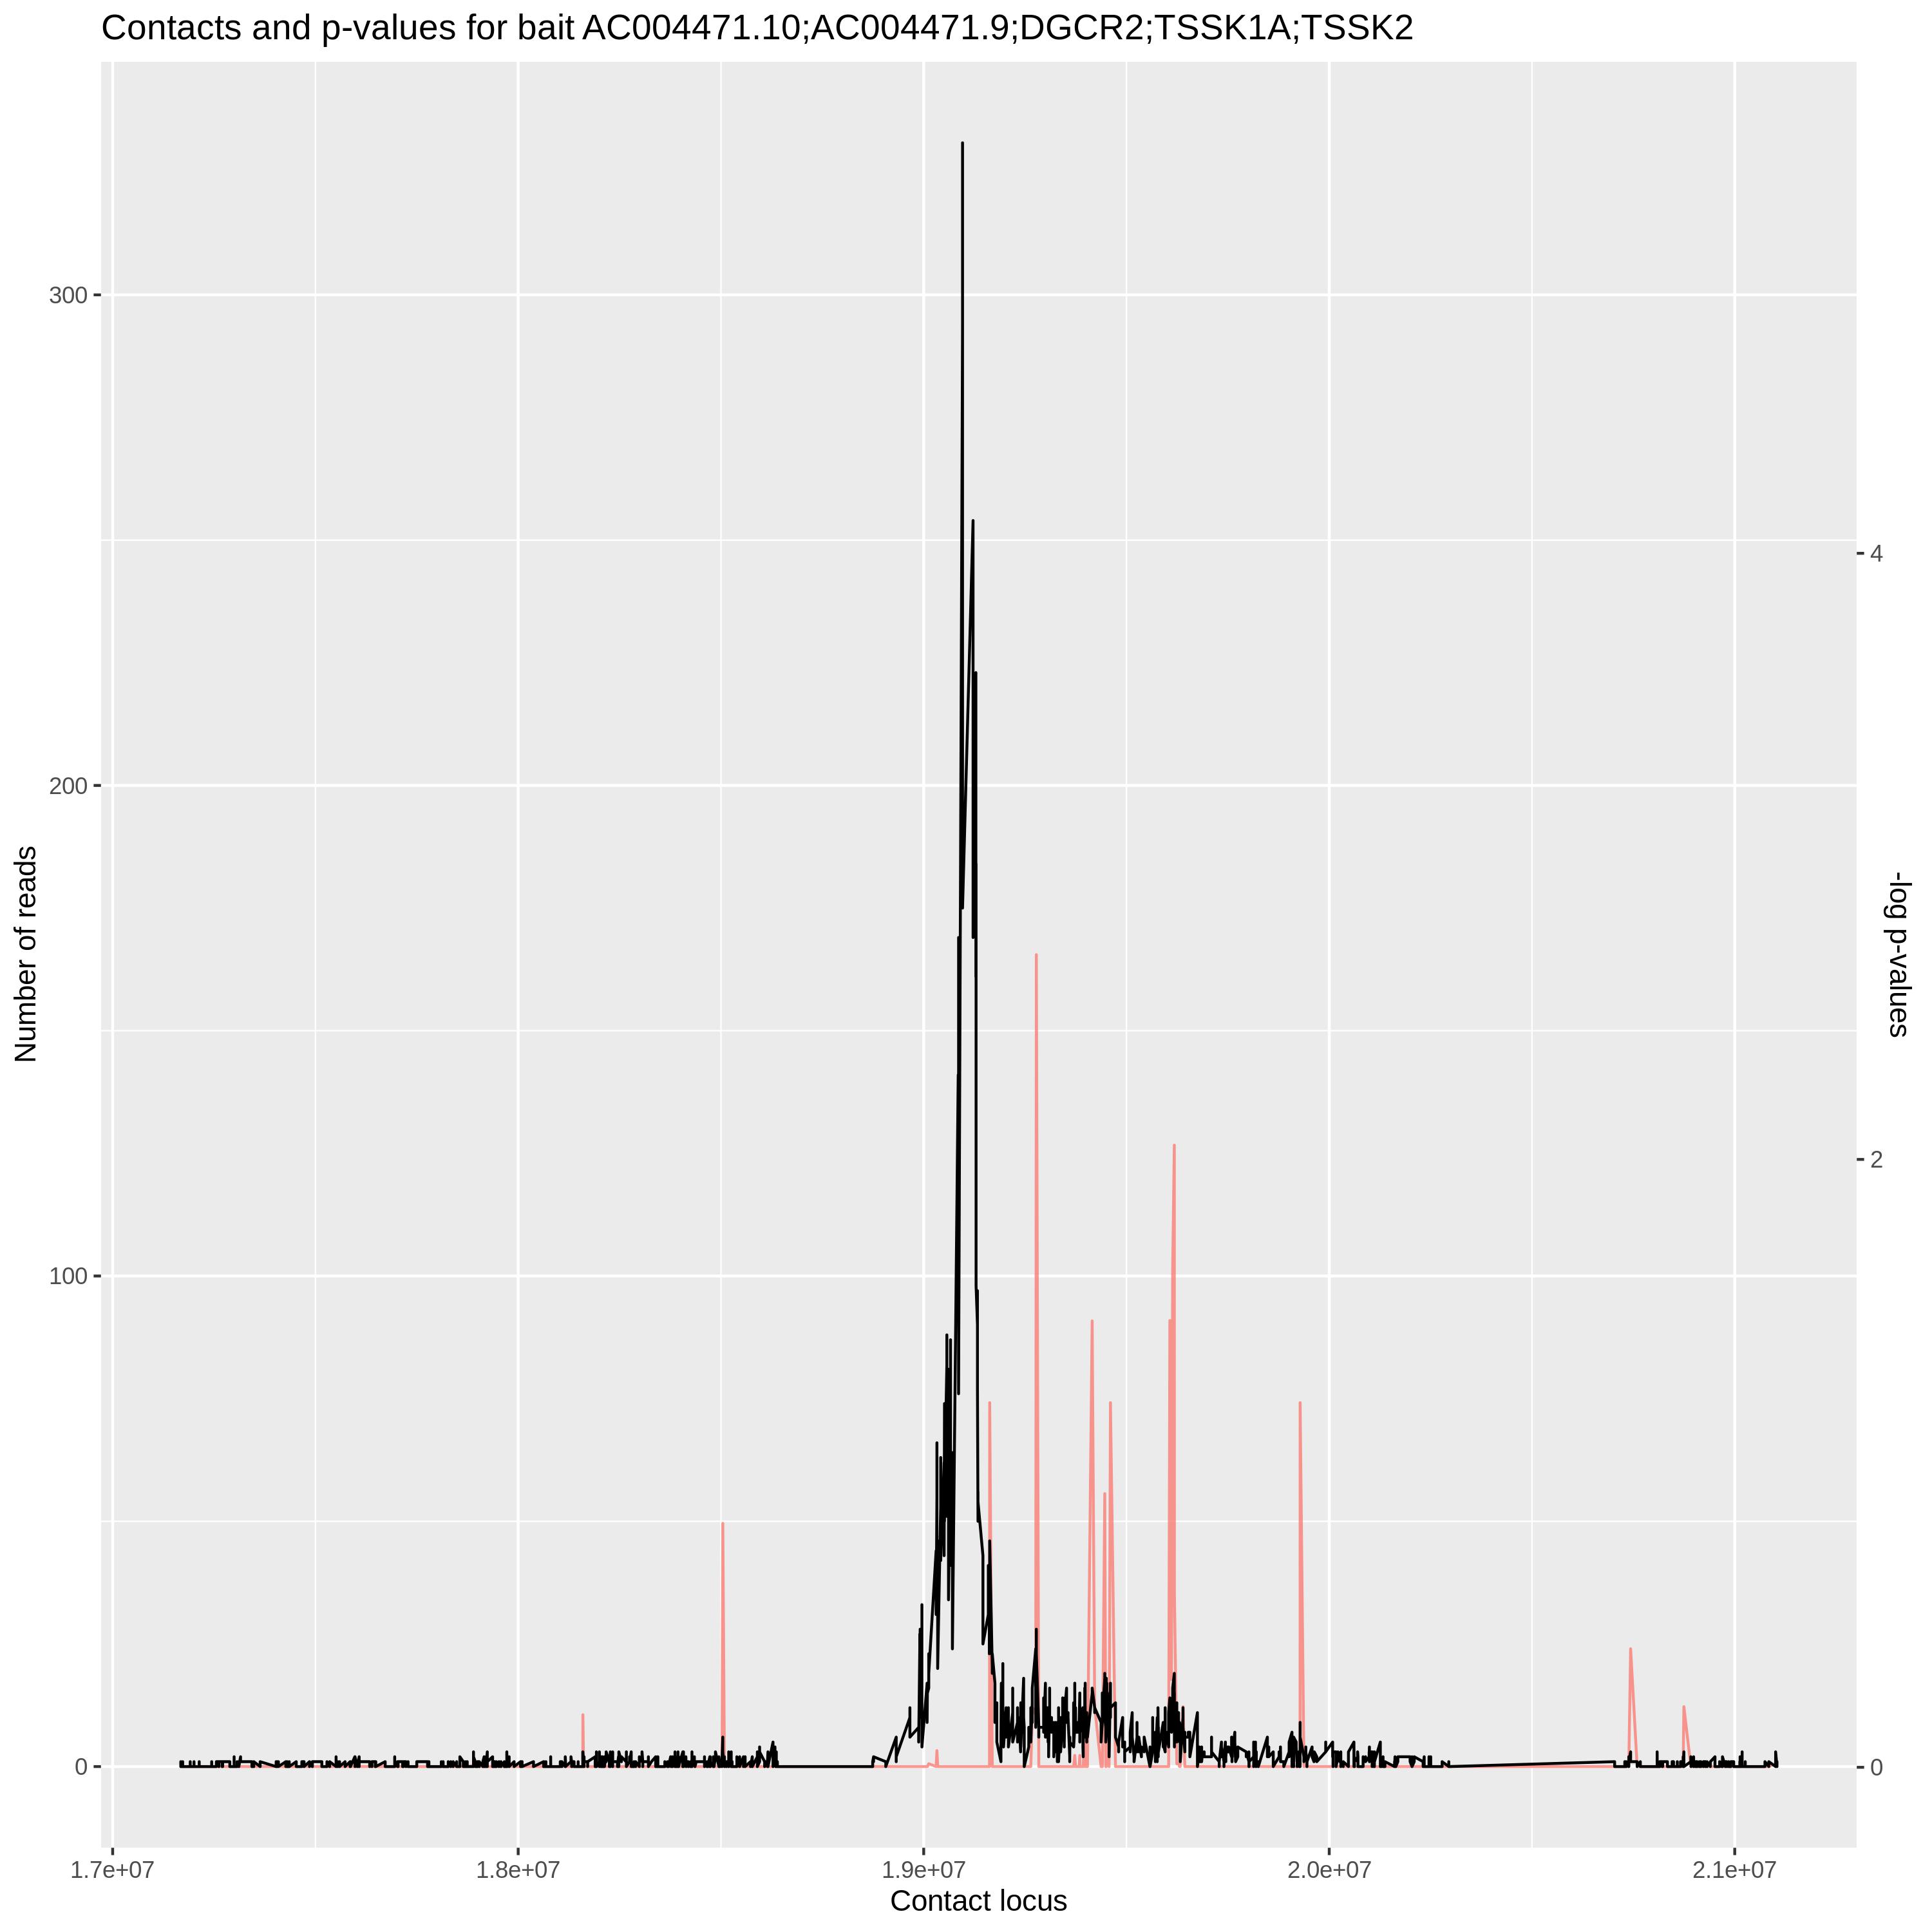 Contacts and p-values for bait AC004471.10;AC004471.9;DGCR2;TSSK1A;TSSK2
300
4
200
Number of reads
-log p-values
2
100
0
0
1.7e+07
1.8e+07
1.9e+07
2.0e+07
2.1e+07
Contact locus